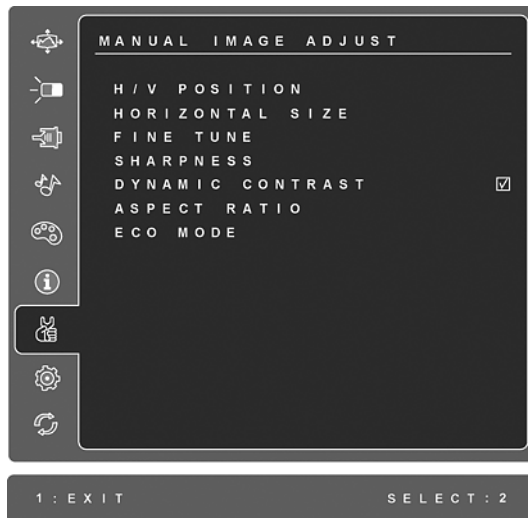 MANUAL IMAGE ADJUST
H/V POSITION
HORIZONTAL SIZE
FINE TUNE
SHARPNESS
DYNAMIC CONTRAST
ASPECT RATIO
ECO MODE
1:EXIT SELECT:2